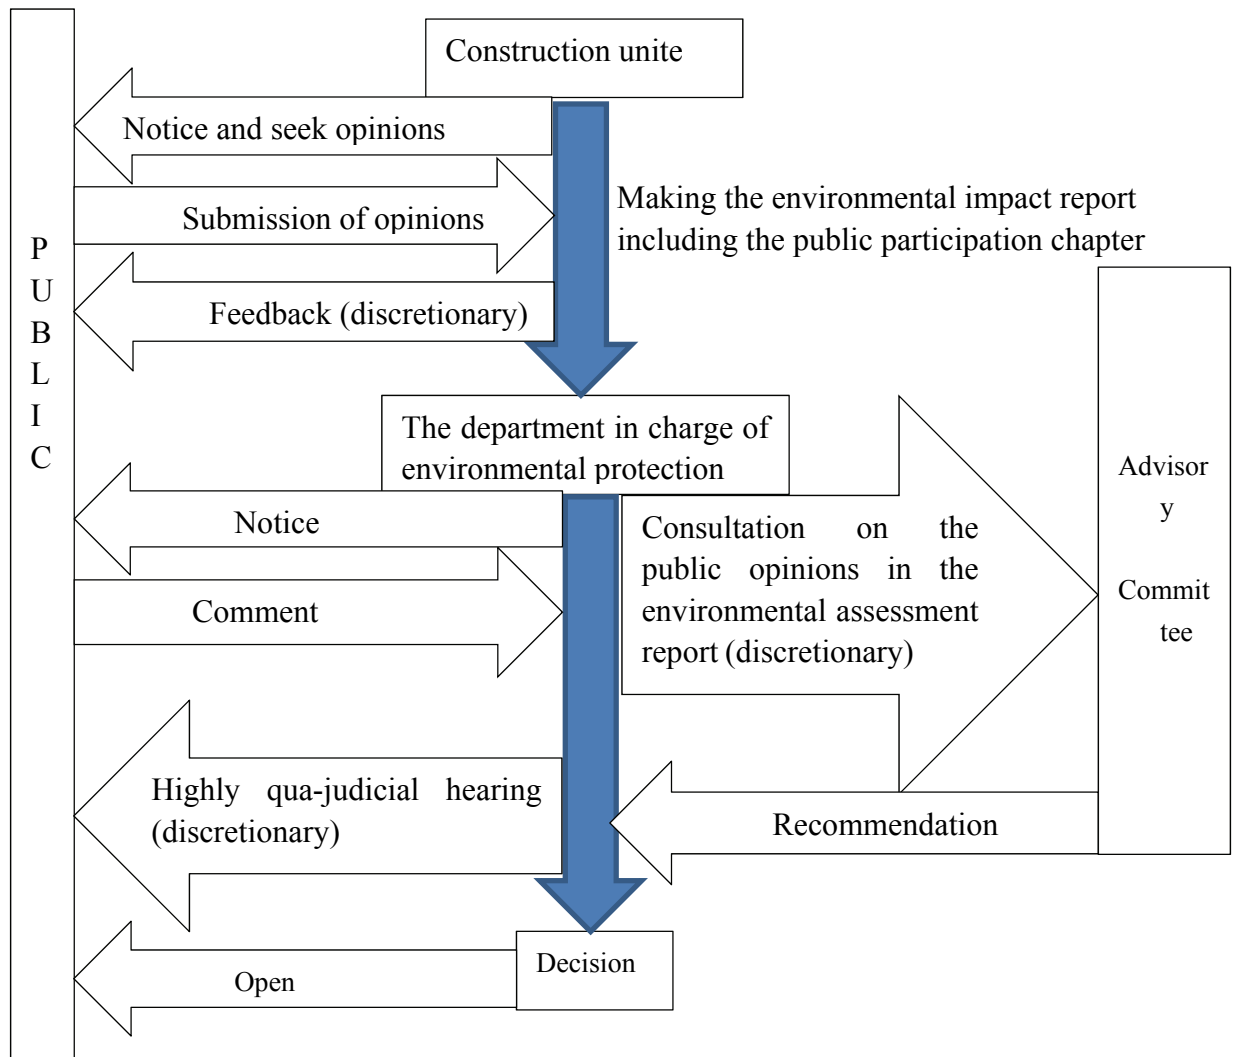 Construction unite
Notice and seek opinions
Submission of opinions
Making the environmental impact report
including the public participation chapter
Feedback (discretionary)
P
U
B
L
I
C
The department in charge of
environmental protection
Notice
Comment
Consultation on the
public opinions in the
environmental assessment
report (discretionary)
Advisor
y
Commit
tee
Highly qua-judicial hearing
(discretionary)
Recommendation
Decision
Open